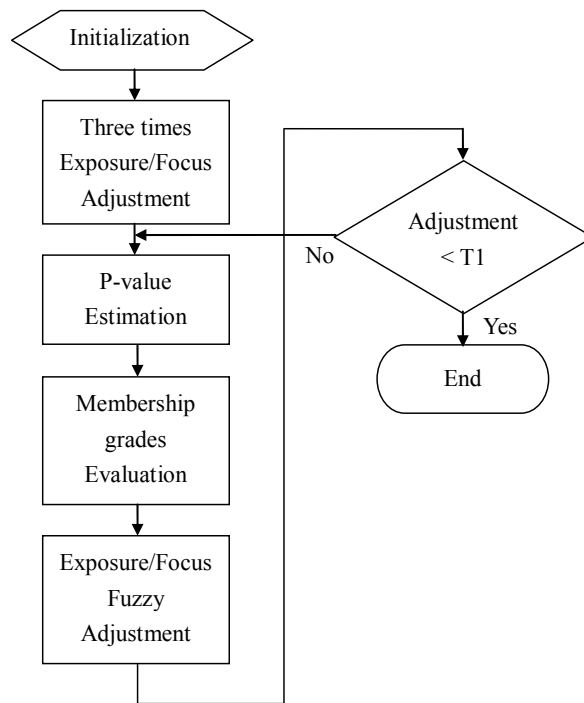 Initialization
Three times
Exposure/Focus
Adjustment
P-value
Estimation
Membership
grades
Evaluation
Exposure/Focus
Fuzzy
Adjustment
Adjustment
< T1
No
Yes
End